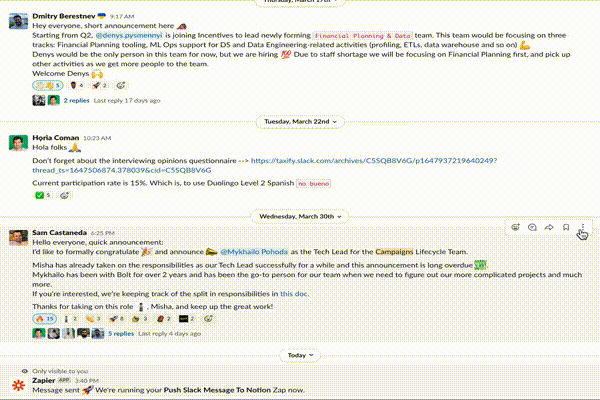 Thursday, March 17th
Dmitry Berestnev 9:17 AM
Hey everyone, short announcement here
Starting from Q2, @denys.pysmennyi is joining Incentives to lead newly forming Financial Planning & Data team. This team would be focusing on three
tracks: Financial Planning tooling, ML Ops support for DS and Data Engineering-related activities (profiling, ETLs, data warehouse and so on)
Denys would be the only person in this team for now, but we are hiring 💯 Due to staff shortage we will be focusing on Financial Planning first, and pick up
other activities as we get more people to the team.
Welcome Denys
5 4 2
2 replies Last reply 17 days ago
Tuesday, March 22nd
Horia Coman 10:23 AM
Hola folks
Don't forget about the interviewing opinions questionnaire --> https://taxify.slack.com/archives/C5SQB8V6G/p1647937219640249?
thread_ts=1647506874.378039&cid=C5SQB8V6G
Current participation rate is 15%. Which is, to use Duolingo Level 2 Spanish no bueno
5
Wednesday, March 30th
Sam Castaneda 6:25 PM
Hello everyone, quick announcement:
I'd like to formally congratulate and announce @Mykhailo Pohoda as the Tech Lead for the Campaigns Lifecycle Team.
Misha has already taken on the responsibilities as our Tech Lead successfully for a while and this announcement is long overdue
Mykhailo has been with Bolt for over 2 years and has been the go-to person for our team when we need to figure out our more complicated projects and much
more.
If you're interested, we're keeping track of the split in responsibilities in this doc.
Thanks for taking on this role , Misha, and keep up the great work!
15 2 3 6 3 2 2
5 replies Last reply 4 days ago
Today
Only visible to you
Zapier APP 3:40 PM
Message sent We're running your Push Slack Message To Notion Zap now.